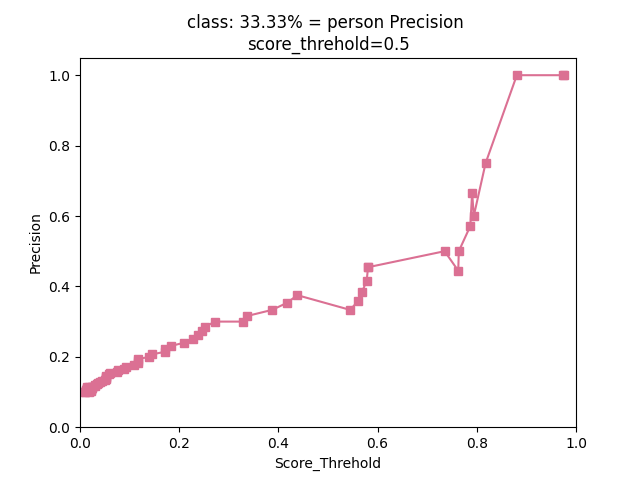 class: 33.33% = person Precision
score_threhold=0.5
Precision
1.0
0.8
0.6
0.4
0.2
0.0
0.0 0.2 0.4 0.6 0.8 1.0
Score_Threhold